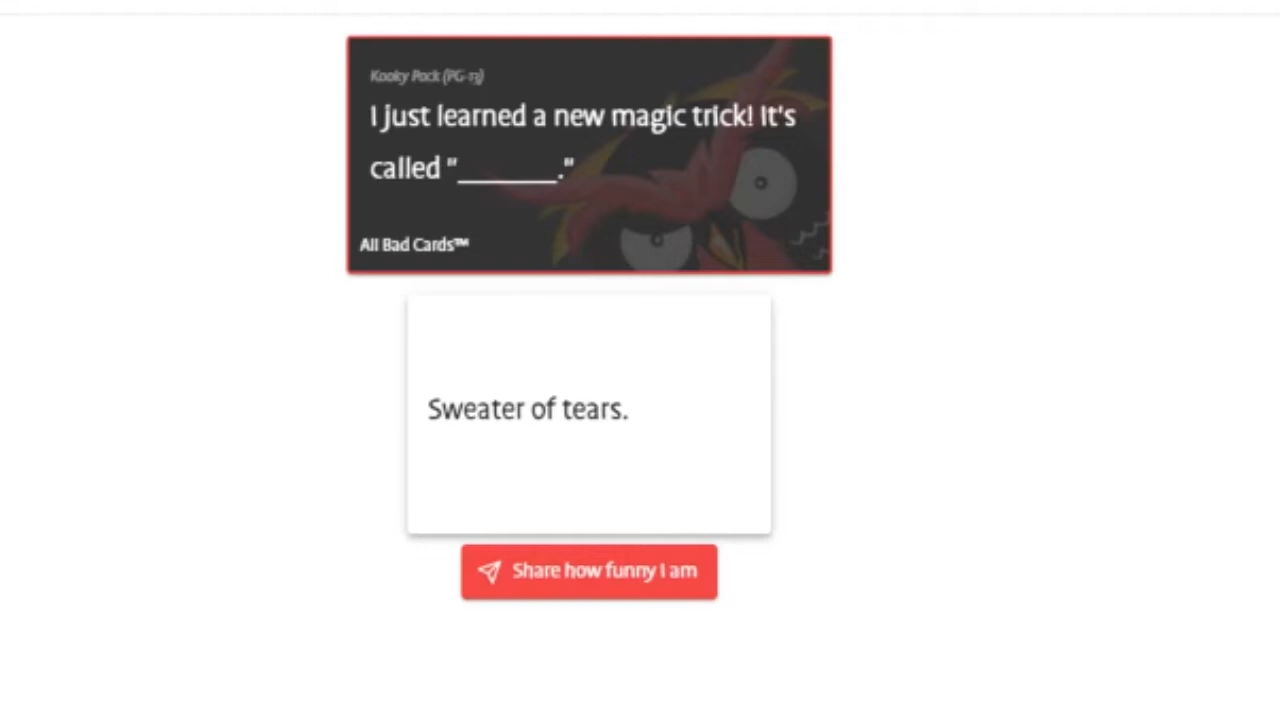 Kooky Pack (PG-13)
I just learned a new magic trick! It's
called "________."
All Bad Cards™
Sweater of tears.
Share how funny I am